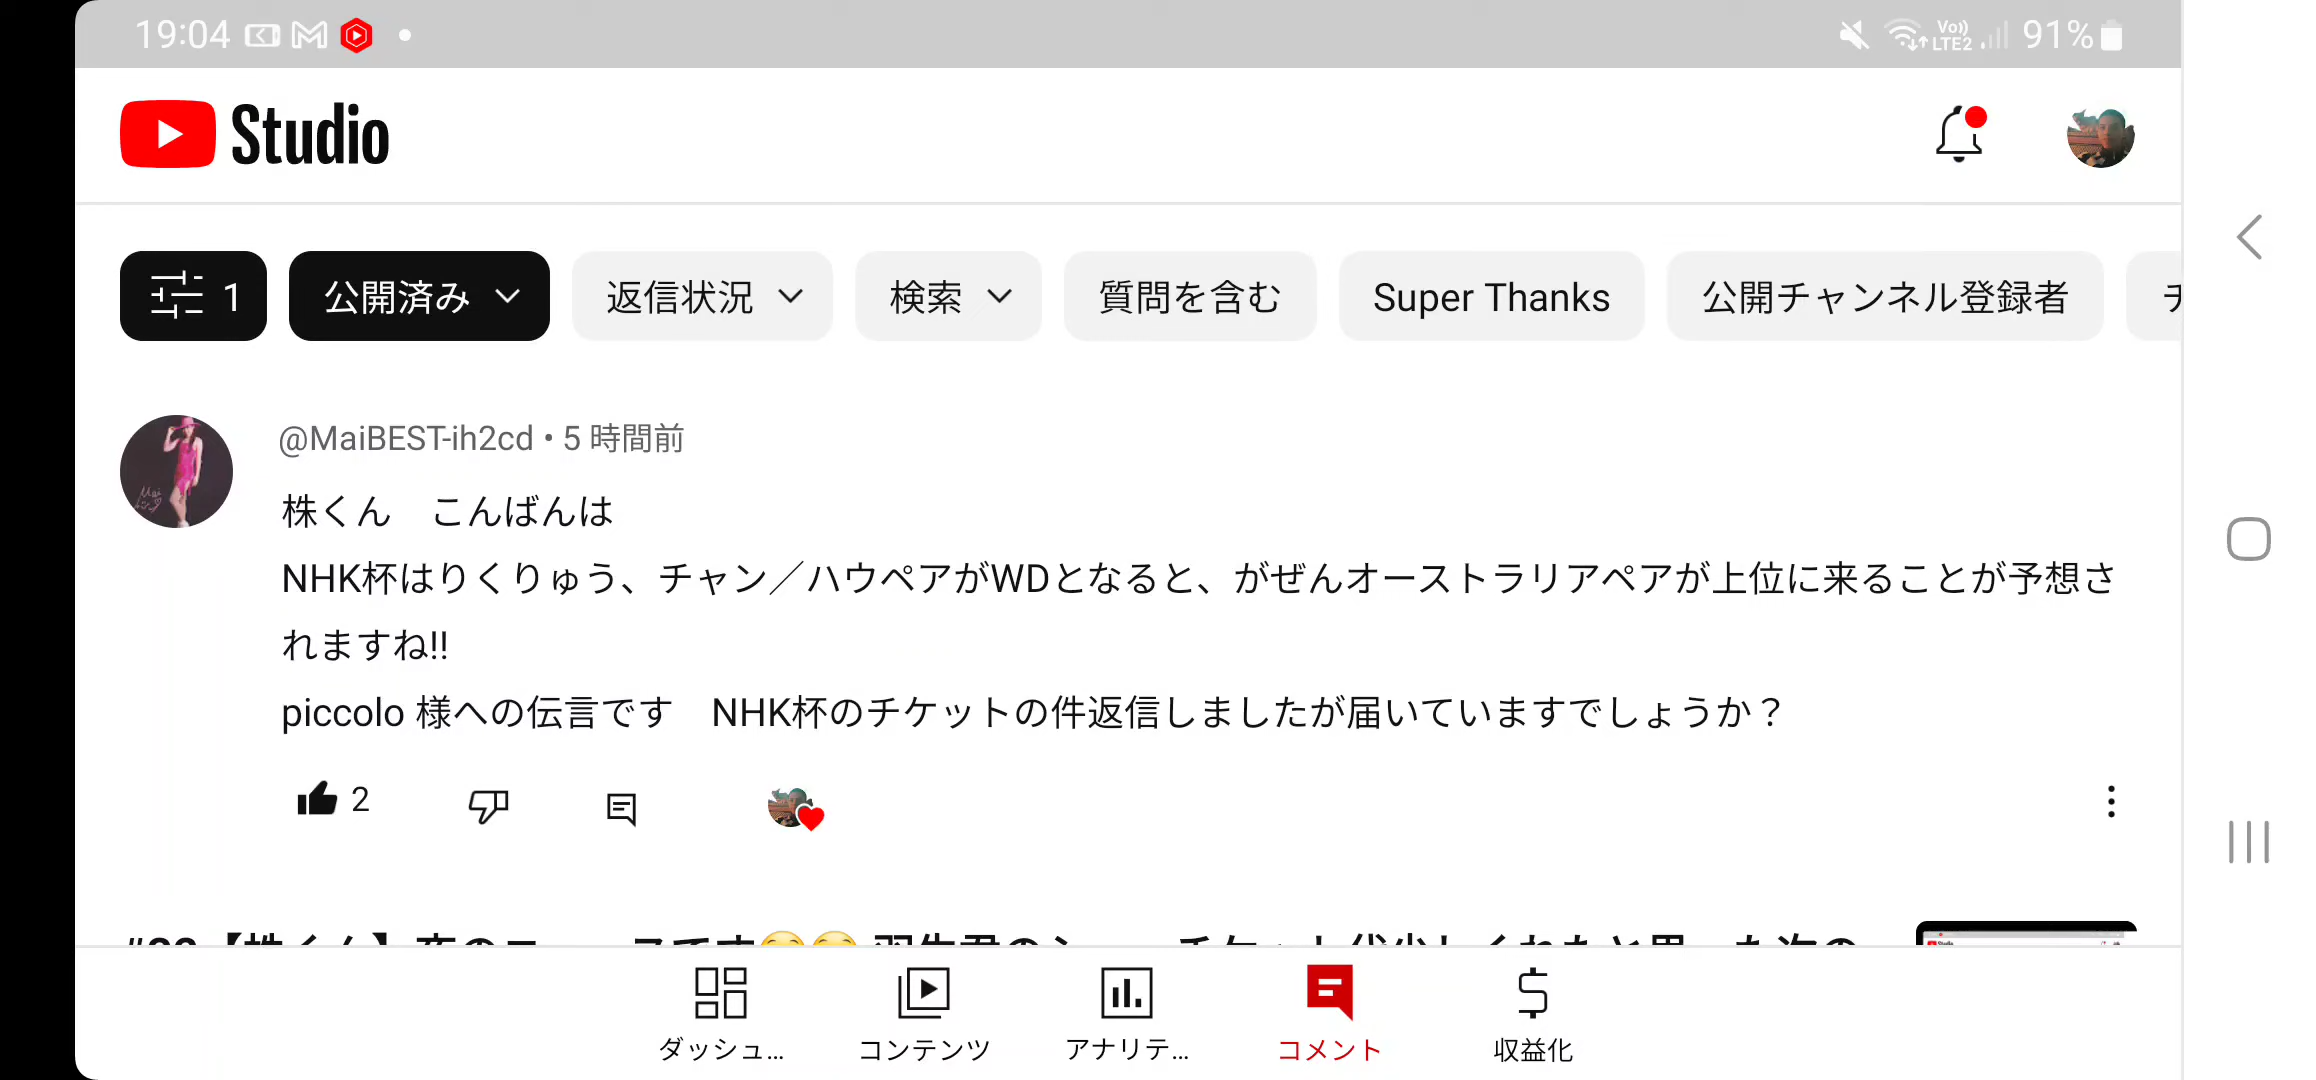 19:04
Vo)) LTE2 91%
Studio
1 公開済み 返信状況 検索 質問を含む Super Thanks 公開チャンネル登録者
@MaiBEST-ih2cd • 5 時間前
株くん　こんばんは
NHK杯はりくりゅう、チャン／ハウペアがWDとなると、がぜんオーストラリアペアが上位に来ることが予想さ
れますね!!
piccolo 様への伝言です　NHK杯のチケットの件返信しましたが届いていますでしょうか？
2
ダッシュ... コンテンツ アナリテ... コメント 収益化